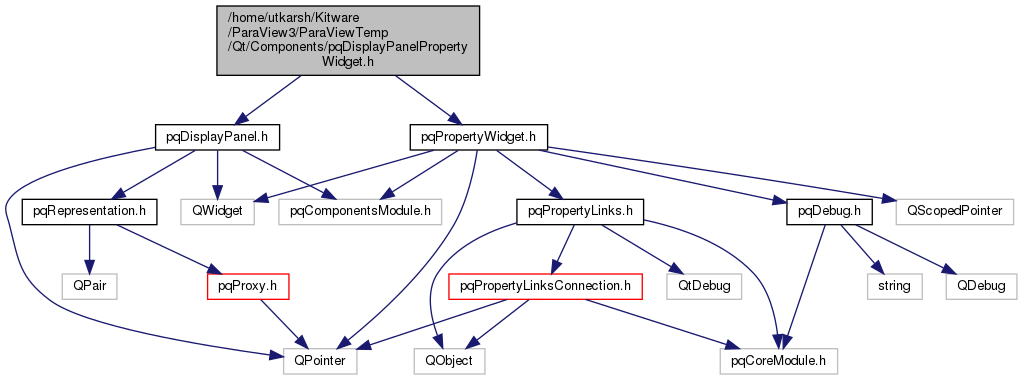 /home/utkarsh/Kitware
/ParaView3/ParaViewTemp
/Qt/Components/pqDisplayPanelProperty
Widget.h
pqDisplayPanel.h
pqPropertyWidget.h
pqRepresentation.h
QWidget
pqComponentsModule.h
pqPropertyLinks.h
pqDebug.h
QScopedPointer
QPair
pqProxy.h
pqPropertyLinksConnection.h
QtDebug
string
QDebug
QPointer
QObject
pqCoreModule.h